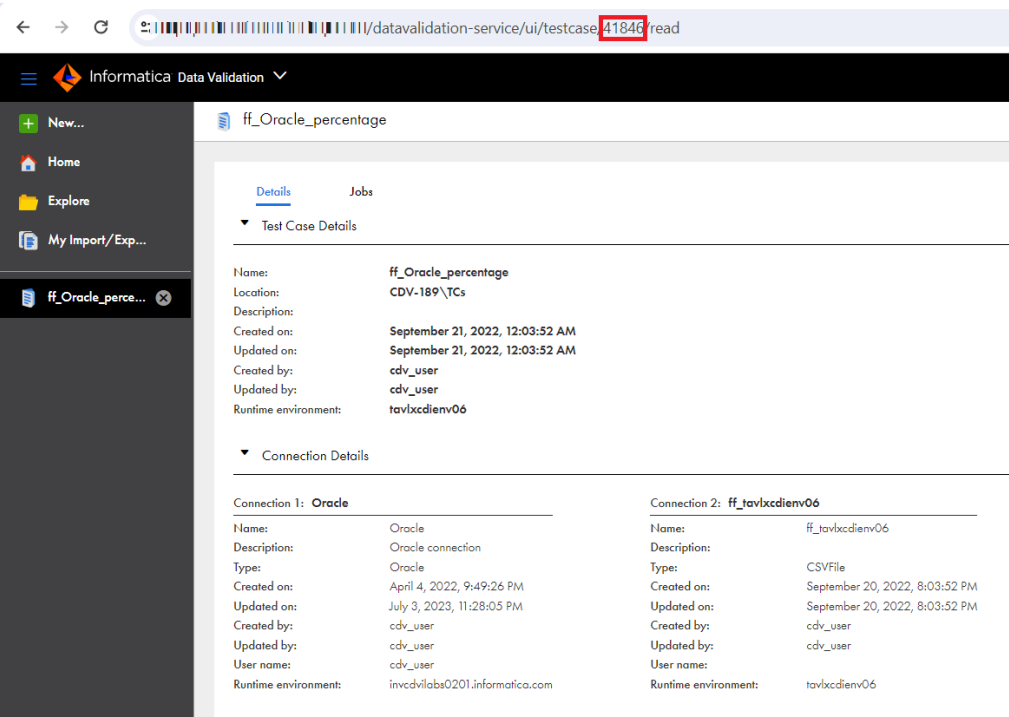 /datavalidation-service/ui/testcase/41846/read
Informatica Data Validation
New...
Home
Explore
My Import/Exp...
ff_Oracle_perce...
ff_Oracle_percentage
Details Jobs
Test Case Details
Name: ff_Oracle_percentage
Location: CDV-189\TCs
Description:
Created on: September 21, 2022, 12:03:52 AM
Updated on: September 21, 2022, 12:03:52 AM
Created by: cdv_user
Updated by: cdv_user
Runtime environment: tavlxcdienv06
Connection Details
Connection 1: Oracle
Name: Oracle
Description: Oracle connection
Type: Oracle
Created on: April 4, 2022, 9:49:26 PM
Updated on: July 3, 2023, 11:28:05 PM
Created by: cdv_user
Updated by: cdv_user
User name: cdv_user
Runtime environment: invcdvilabs0201.informatica.com
Connection 2: ff_tavlxcdienv06
Name: ff_tavlxcdienv06
Description:
Type: CSVFile
Created on: September 20, 2022, 8:03:52 PM
Updated on: September 20, 2022, 8:03:52 PM
Created by: cdv_user
Updated by: cdv_user
User name:
Runtime environment: tavlxcdienv06